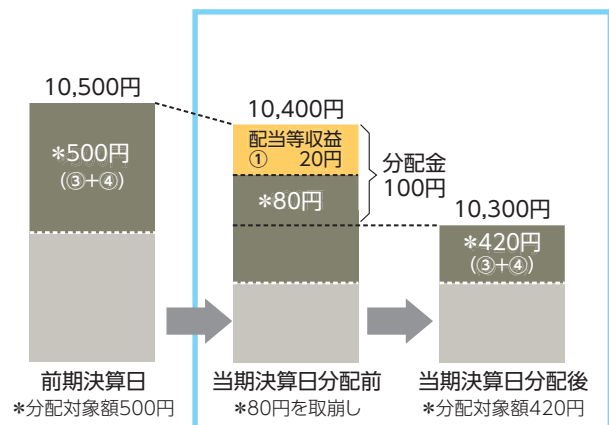 10,500円
*500円
(③+④)
前期決算日
*分配対象額500円
10,400円
配当等収益
① 20円
*80円
分配金
100円
当期決算日分配前
*80円を取崩し
10,300円
*420円
(③+④)
当期決算日分配後
*分配対象額420円